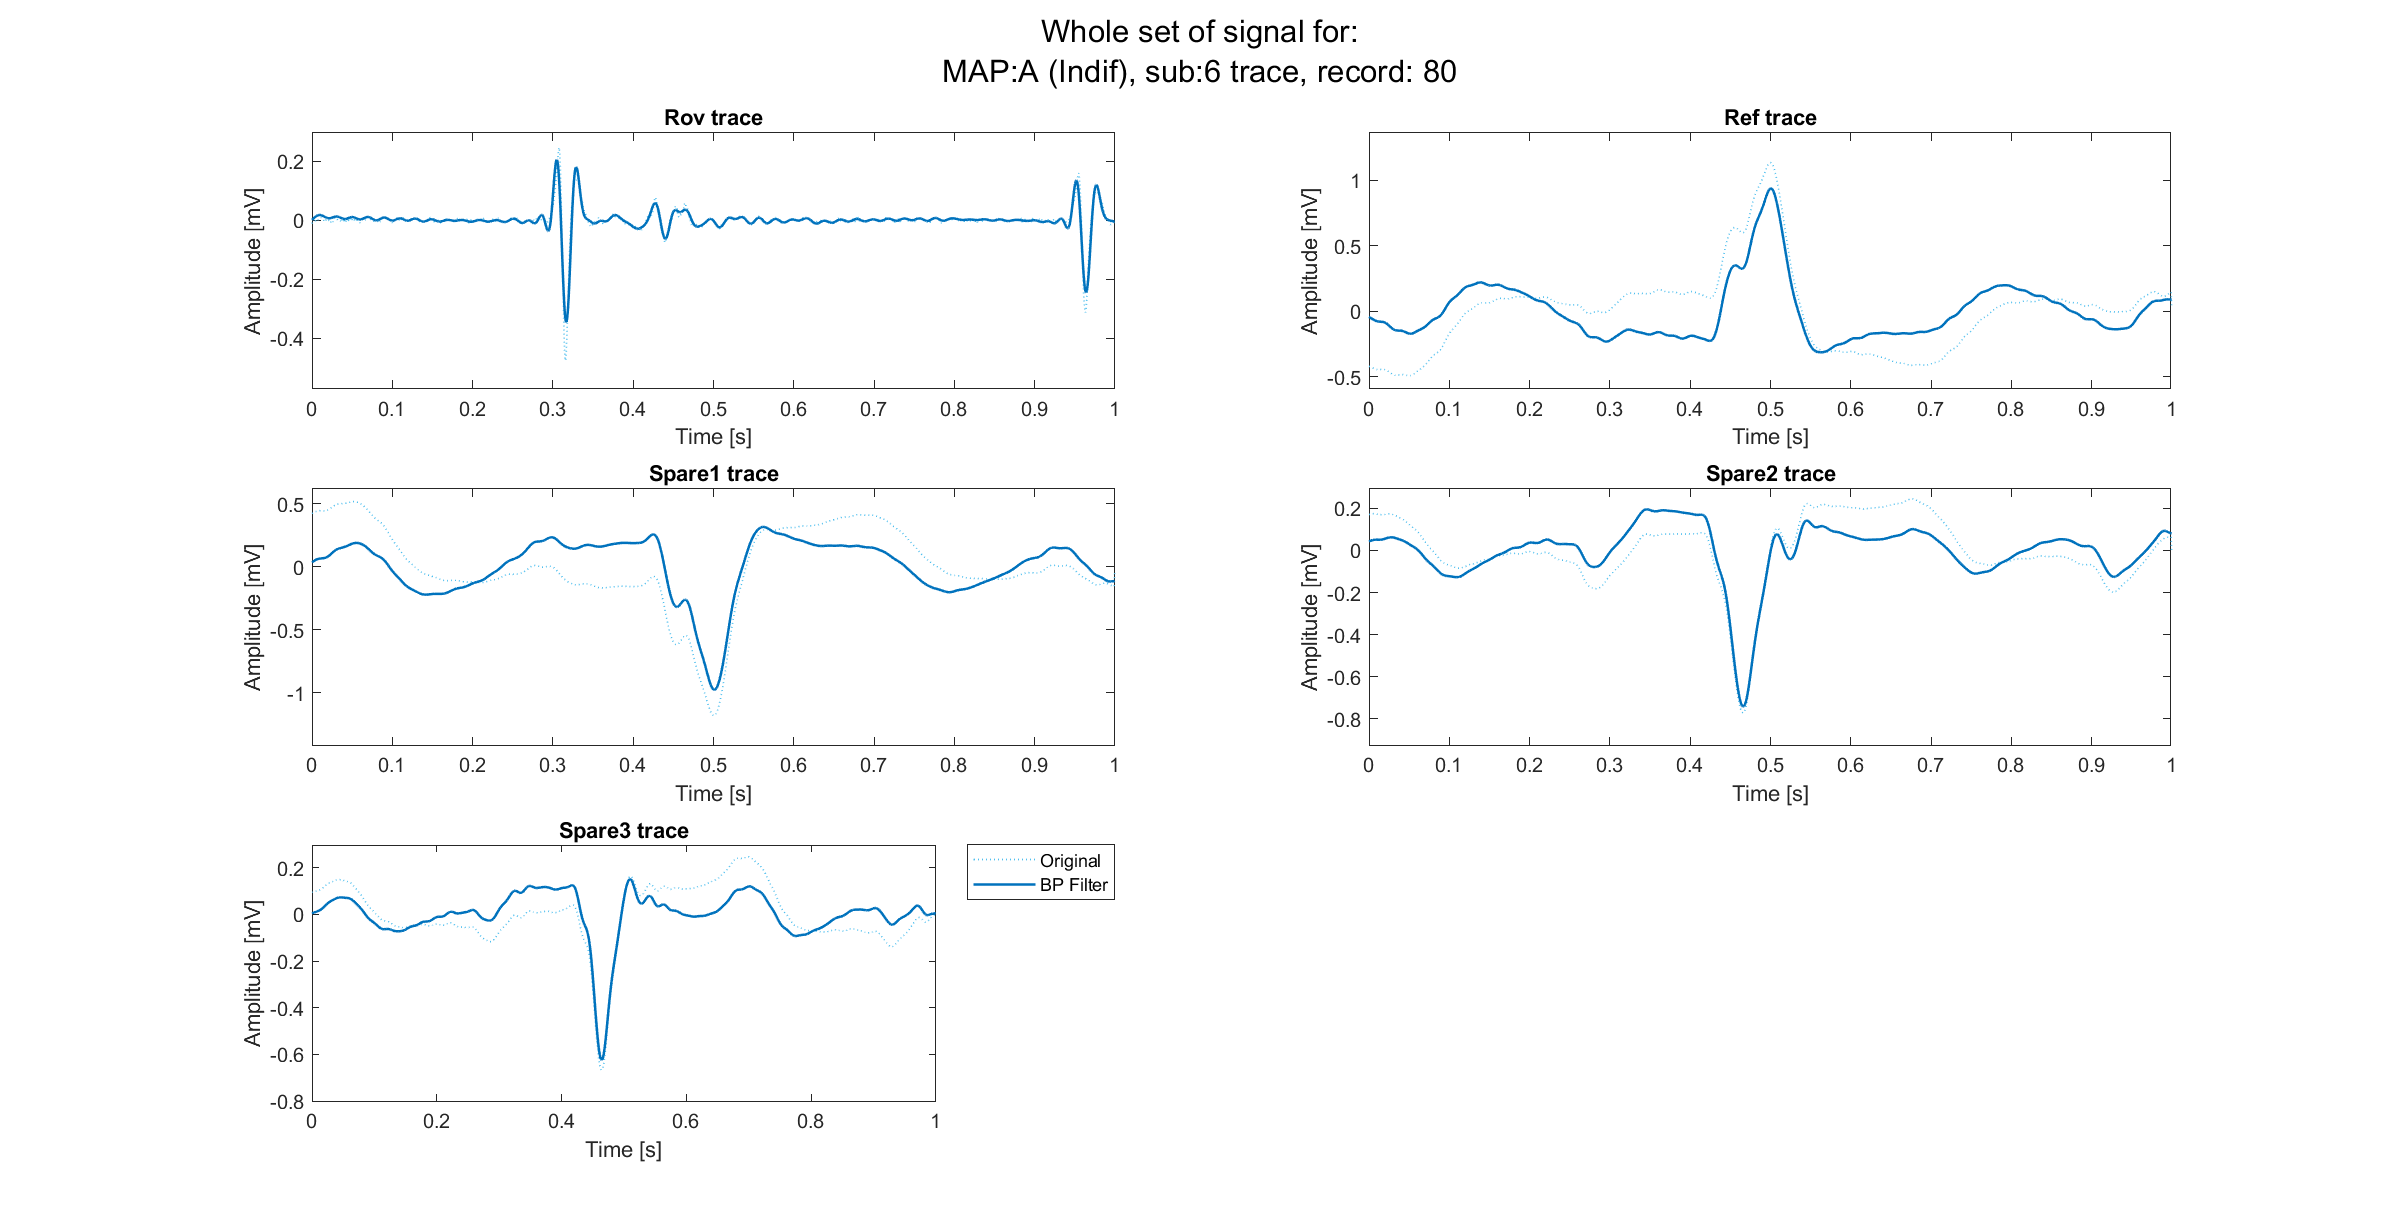 Whole set of signal for:
MAP:A (Indif), sub:6 trace, record: 80
Rov trace
0.2
0
-0.2
-0.4
Amplitude [mV]
0 0.1 0.2 0.3 0.4 0.5 0.6 0.7 0.8 0.9 1
Time [s]
Ref trace
1
0.5
0
-0.5
Amplitude [mV]
0 0.1 0.2 0.3 0.4 0.5 0.6 0.7 0.8 0.9 1
Time [s]
Spare1 trace
0.5
0
-0.5
-1
Amplitude [mV]
0 0.1 0.2 0.3 0.4 0.5 0.6 0.7 0.8 0.9 1
Time [s]
Spare2 trace
0.2
0
-0.2
-0.4
-0.6
-0.8
Amplitude [mV]
0 0.1 0.2 0.3 0.4 0.5 0.6 0.7 0.8 0.9 1
Time [s]
Spare3 trace
0.2
0
-0.2
-0.4
-0.6
-0.8
Amplitude [mV]
0 0.2 0.4 0.6 0.8 1
Time [s]
Original
BP Filter